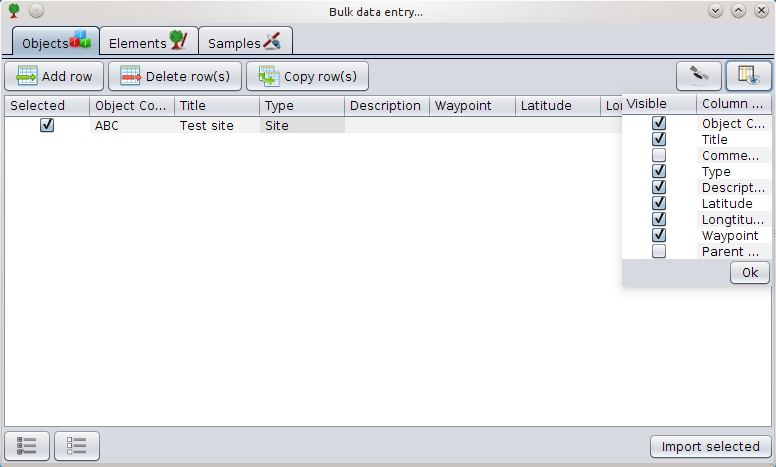 Bulk data entry...
Objects Elements Samples
Add row Delete row(s) Copy row(s)
Selected Object Co... Title Type Description Waypoint Latitude Lon
ABC Test site Site
Visible Column ...
Object C...
Title
Comme...
Type
Descript...
Latitude
Longtitu...
Waypoint
Parent ...
Ok
Import selected